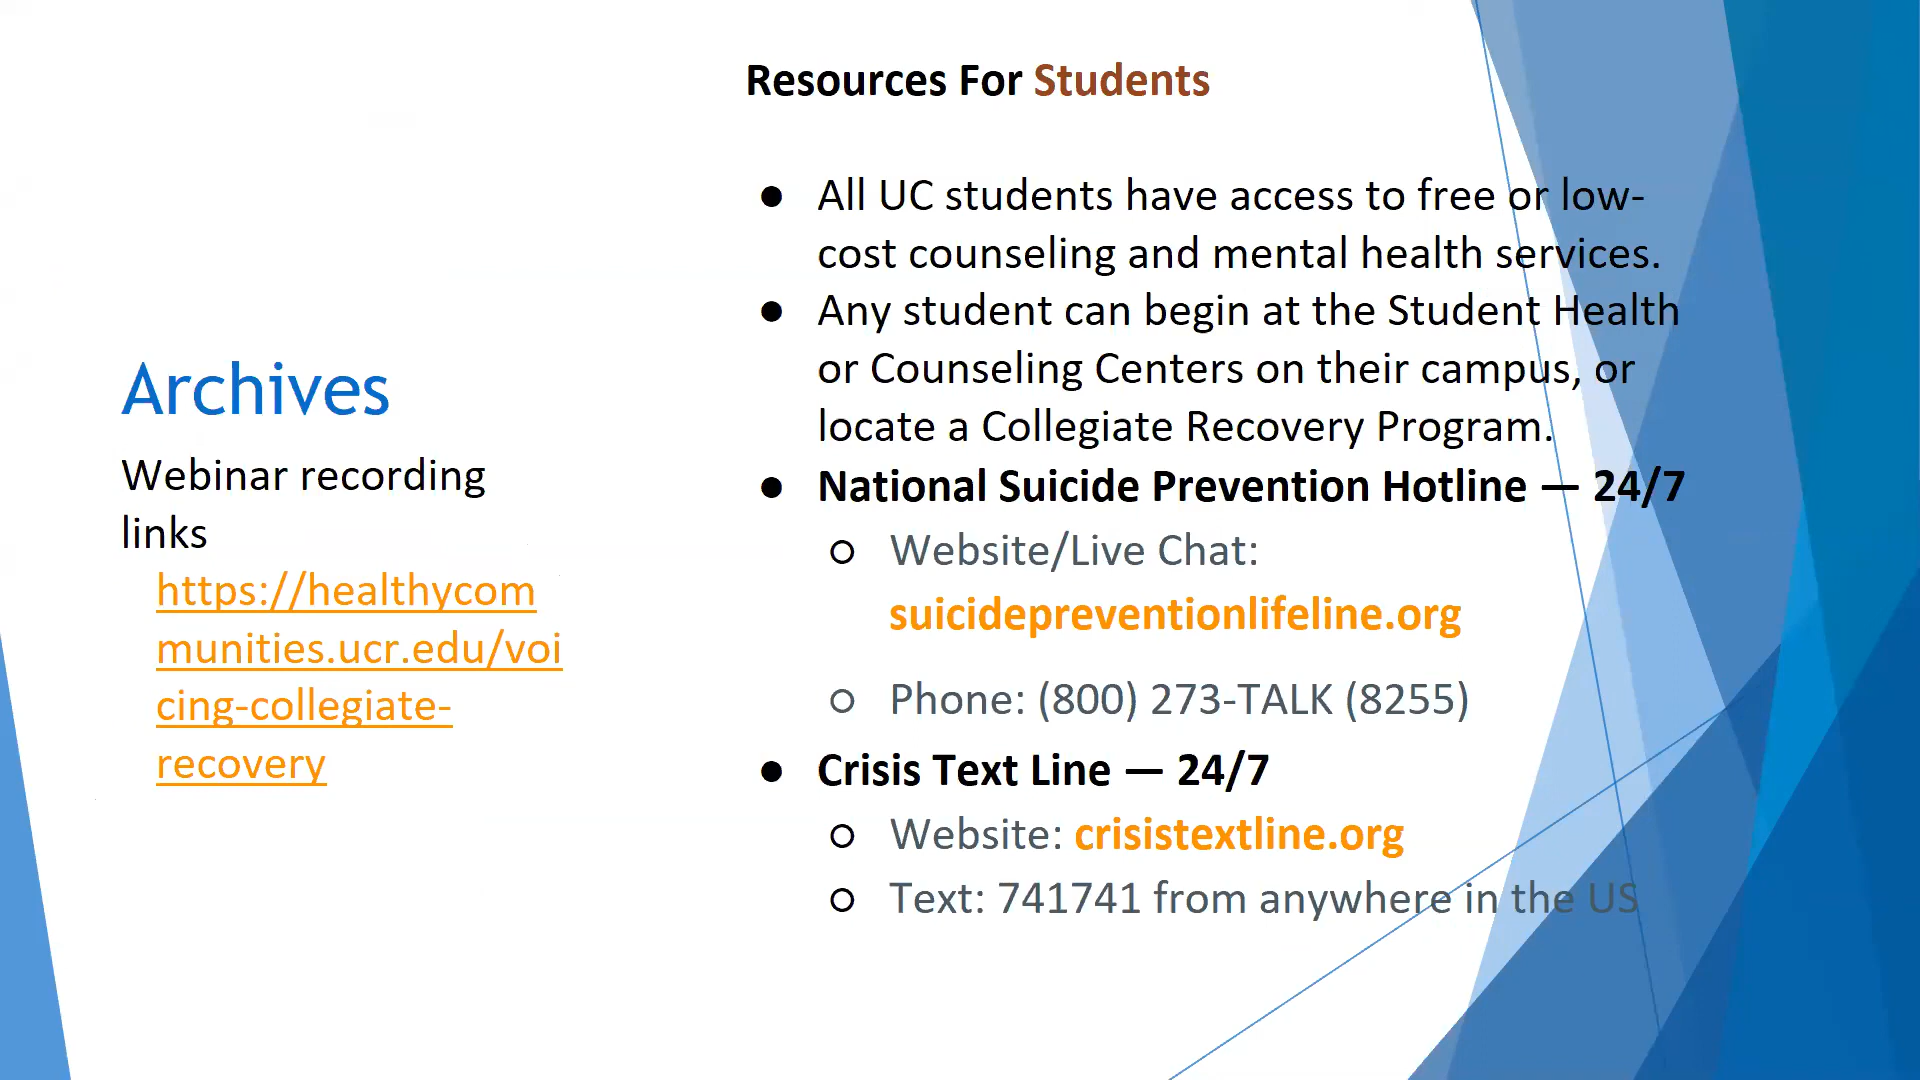 Archives
Webinar recording
links
https://healthycom
munities.ucr.edu/voi
cing-collegiate-
recovery
Resources For Students
● All UC students have access to free or low-
cost counseling and mental health services.
● Any student can begin at the Student Health
or Counseling Centers on their campus, or
locate a Collegiate Recovery Program.
● National Suicide Prevention Hotline — 24/7
○ Website/Live Chat:
suicidepreventionlifeline.org
○ Phone: (800) 273-TALK (8255)
● Crisis Text Line — 24/7
○ Website: crisistextline.org
○ Text: 741741 from anywhere in the US